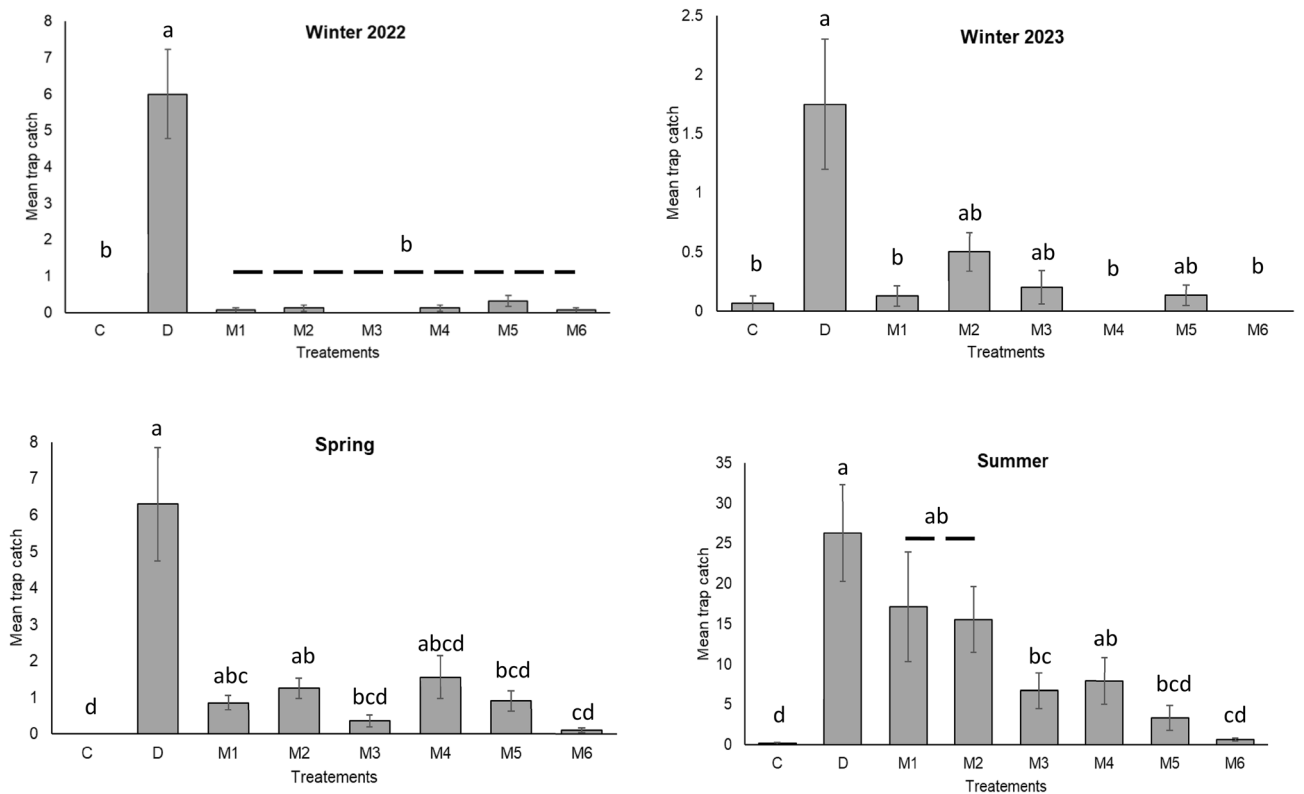 Winter 2022
Mean trap catch
8
7
6
5
4
3
2
1
0
b
a
b
C D M1 M2 M3 M4 M5 M6
Treatements
Winter 2023
Mean trap catch
2.5
2
1.5
1
0.5
0
b a b ab ab b ab b
C D M1 M2 M3 M4 M5 M6
Treatments
Spring
Mean trap catch
8
7
6
5
4
3
2
1
0
d a abc ab bcd abcd bcd cd
C D M1 M2 M3 M4 M5 M6
Treatements
Summer
Mean trap catch
35
30
25
20
15
10
5
0
d a ab bc ab bcd cd
C D M1 M2 M3 M4 M5 M6
Treatements